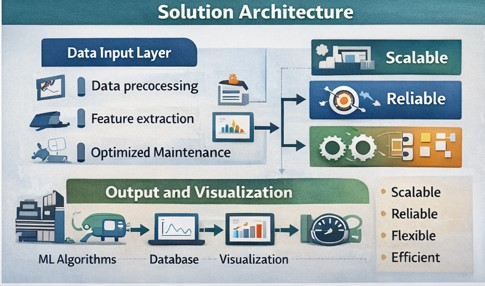 Solution Architecture
Data Input Layer
Data precocessing
Feature extraction
Optimized Maintenance
Scalable
Reliable
Output and Visualization
ML Algorithms
Database
Visualization
Scalable
Reliable
Flexible
Efficient